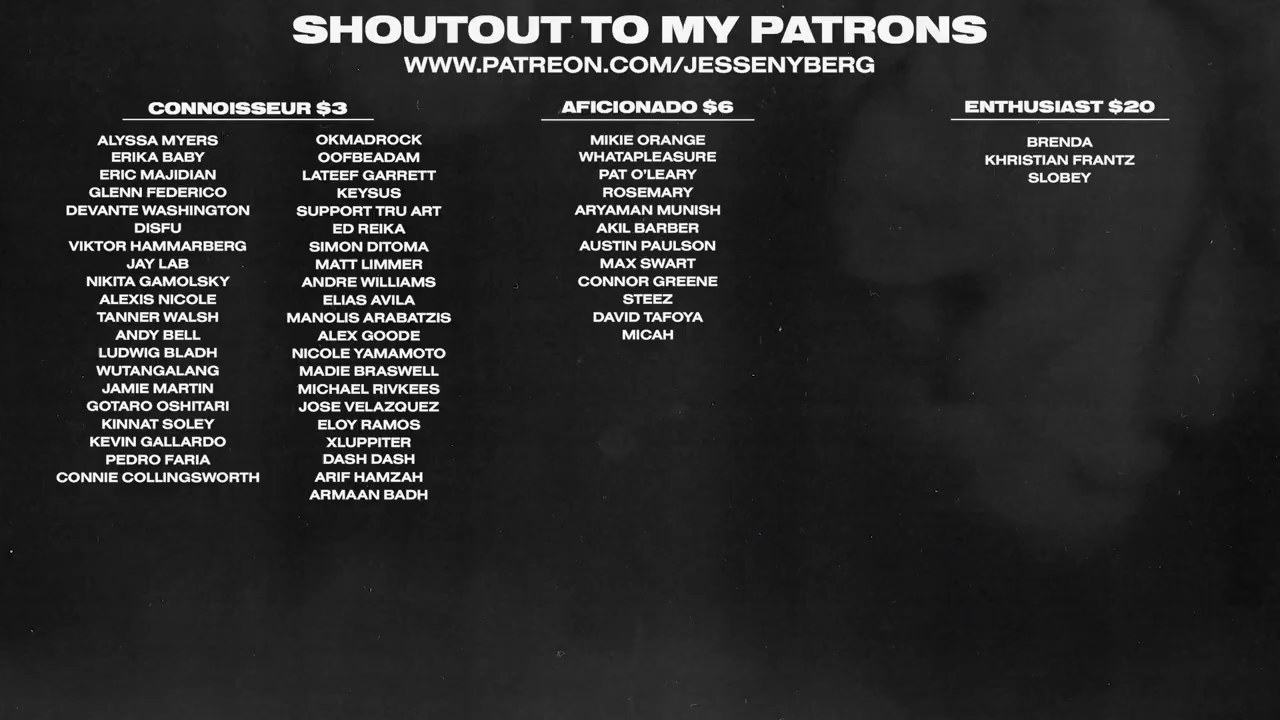 SHOUTOUT TO MY PATRONS
WWW.PATREON.COM/JESSENYBERG
CONNOISSEUR $3
ALYSSA MYERS
ERIKA BABY
ERIC MAJIDIAN
GLENN FEDERICO
DEVANTE WASHINGTON
DISFU
VIKTOR HAMMARBERG
JAY LAB
NIKITA GAMOLSKY
ALEXIS NICOLE
TANNER WALSH
ANDY BELL
LUDWIG BLADH
WUTANGALANG
JAMIE MARTIN
GOTARO OSHITARI
KINNAT SOLEY
KEVIN GALLARDO
PEDRO FARIA
CONNIE COLLINGSWORTH
OKMADROCK
OOFBEADAM
LATEEF GARRETT
KEYSUS
SUPPORT TRU ART
ED REIKA
SIMON DITOMA
MATT LIMMER
ANDRE WILLIAMS
ELIAS AVILA
MANOLIS ARABATZIS
ALEX GOODE
NICOLE YAMAMOTO
MADIE BRASWELL
MICHAEL RIVKEES
JOSE VELAZQUEZ
ELOY RAMOS
XLUPPITER
DASH DASH
ARIF HAMZAH
ARMAAN BADH
AFICIONADO $6
MIKIE ORANGE
WHATAPLEASURE
PAT O'LEARY
ROSEMARY
ARYAMAN MUNISH
AKIL BARBER
AUSTIN PAULSON
MAX SWART
CONNOR GREENE
STEEZ
DAVID TAFOYA
MICAH
ENTHUSIAST $20
BRENDA
KHRISTIAN FRANTZ
SLOBEY